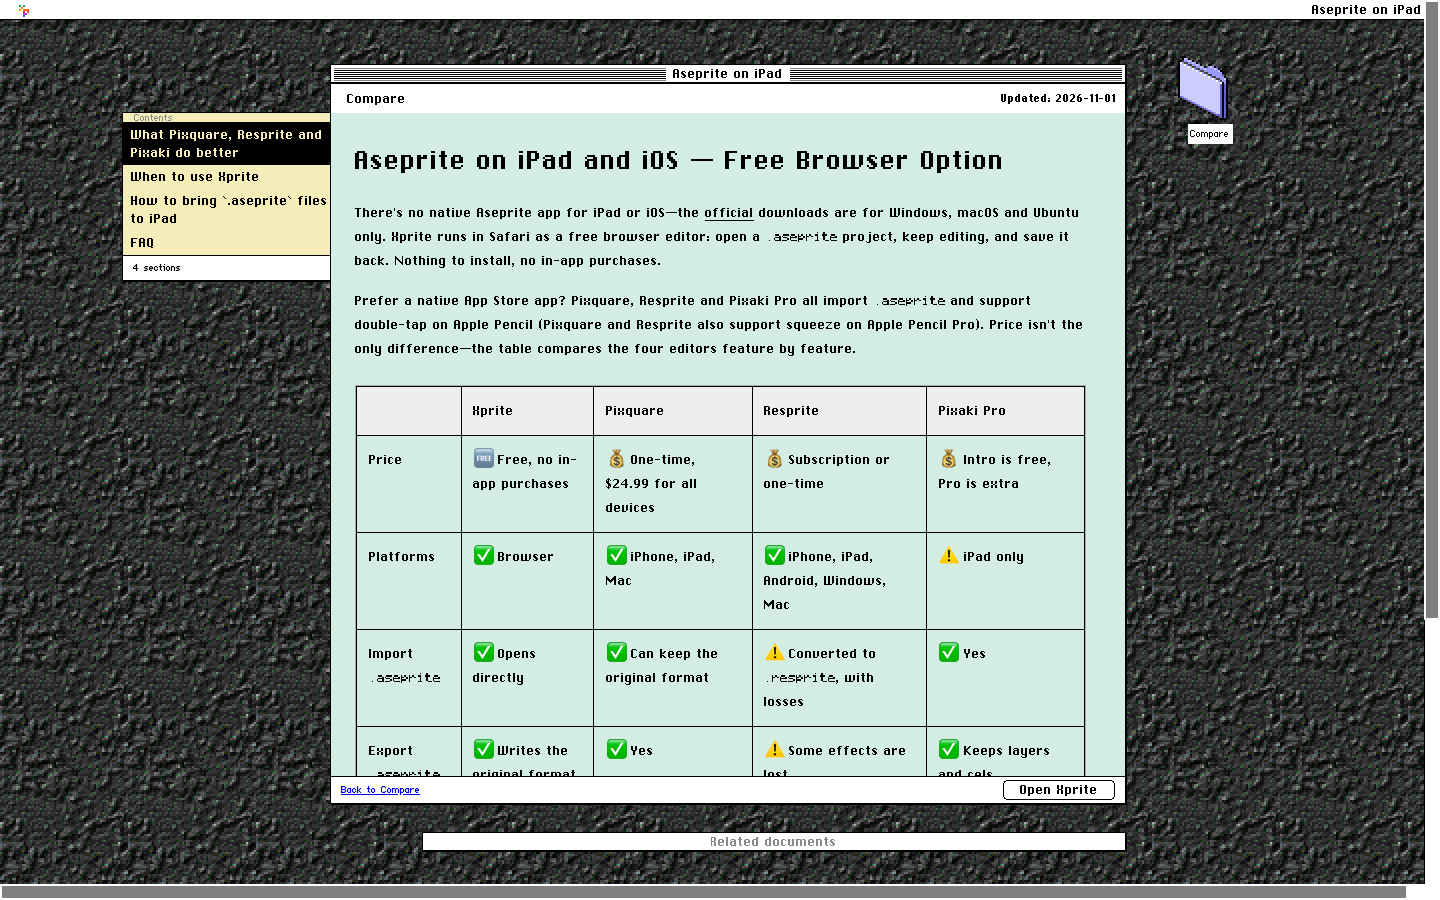 Aseprite on iPad
Aseprite on iPad
Compare
Updated: 2026-11-01
Contents
What Pixquare, Resprite and
Pixaki do better
When to use Xprite
How to bring `.aseprite` files
to iPad
FAQ
4 sections
Compare
Aseprite on iPad and iOS — Free Browser Option
There's no native Aseprite app for iPad or iOS—the official downloads are for Windows, macOS and Ubuntu
only. Xprite runs in Safari as a free browser editor: open a .aseprite project, keep editing, and save it
back. Nothing to install, no in-app purchases.
Prefer a native App Store app? Pixquare, Resprite and Pixaki Pro all import .aseprite and support
double-tap on Apple Pencil (Pixquare and Resprite also support squeeze on Apple Pencil Pro). Price isn't the
only difference—the table compares the four editors feature by feature.
Xprite
Pixquare
Resprite
Pixaki Pro
Price
FREE Free, no in-
app purchases
One-time,
$24.99 for all
devices
Subscription or
one-time
Intro is free,
Pro is extra
Platforms
Browser
iPhone, iPad,
Mac
iPhone, iPad,
Android, Windows,
Mac
iPad only
Import
.aseprite
Opens
directly
Can keep the
original format
Converted to
.resprite, with
losses
Yes
Export
.aseprite
Writes the
original format
Yes
Some effects are
lost
Keeps layers
and cels
Back to Compare
Open Xprite
Related documents